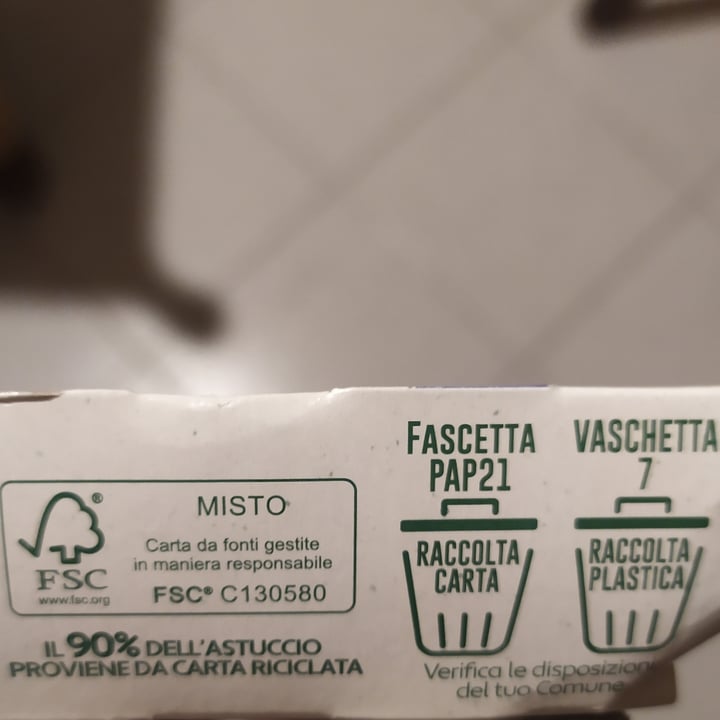 FSC®
www.fsc.org
MISTO
Carta da fonti gestite
in maniera responsabile
FSC® C130580
IL 90% DELL'ASTUCCIO
PROVIENE DA CARTA RICICLATA
FASCETTA
PAP21
RACCOLTA
CARTA
VASCHETTA
7
RACCOLTA
PLASTICA
Verifica le disposizioni
del tuo Comune